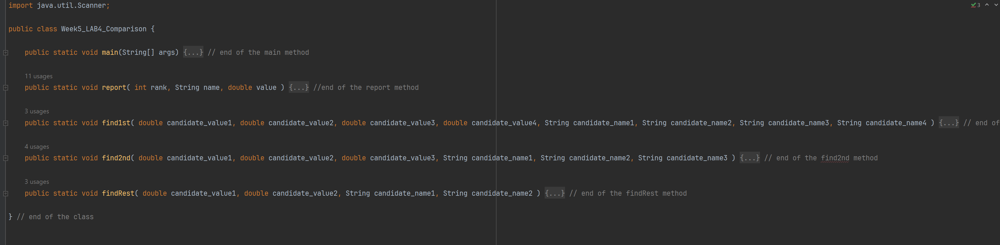 import java.util.Scanner;
3
public class Week5_LAB4_Comparison {
public static void main(String[] args) {...} // end of the main method
11 usages
public static void report( int rank, String name, double value ) {...} //end of the report method
3 usages
public static void find1st( double candidate_value1, double candidate_value2, double candidate_value3, double candidate_value4, String candidate_name1, String candidate_name2, String candidate_name3, String candidate_name4 ) {...} // end of
4 usages
public static void find2nd( double candidate_value1, double candidate_value2, double candidate_value3, String candidate_name1, String candidate_name2, String candidate_name3 ) {...} // end of the find2nd method
3 usages
public static void findRest( double candidate_value1, double candidate_value2, String candidate_name1, String candidate_name2 ) {...} // end of the findRest method
} // end of the class